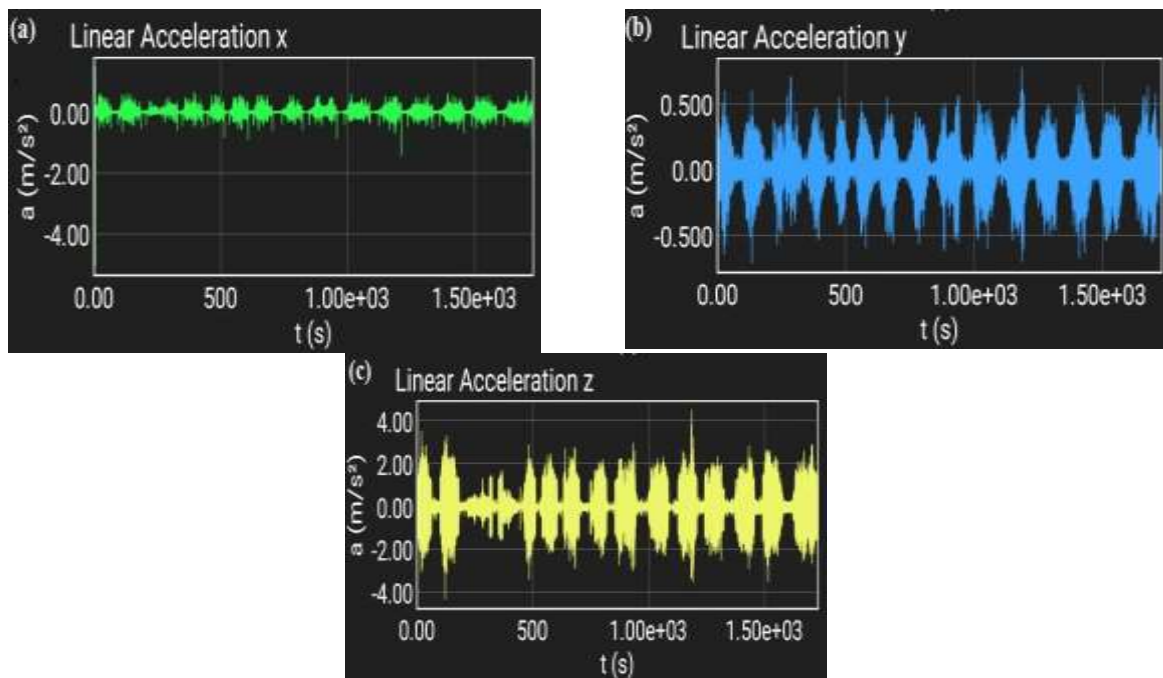 (a) Linear Acceleration x
a (m/s²)
0.00
-2.00
-4.00
0.00 500 1.00e+03 1.50e+03
t (s)
(b) Linear Acceleration y
a (m/s²)
0.500
0.00
-0.500
0.00 500 1.00e+03 1.50e+03
t (s)
(c) Linear Acceleration z
a (m/s²)
4.00
2.00
0.00
-2.00
-4.00
0.00 500 1.00e+03 1.50e+03
t (s)